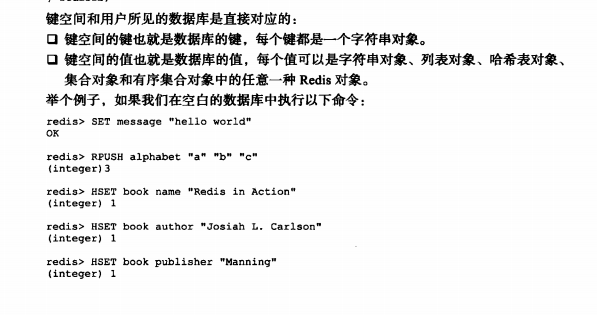 键空间和用户所见的数据库是直接对应的：
❏ 键空间的键也就是数据库的键，每个键都是一个字符串对象。
❏ 键空间的值也就是数据库的值，每个值可以是字符串对象、列表对象、哈希表对象、
集合对象和有序集合对象中的任意一种 Redis 对象。
举个例子，如果我们在空白的数据库中执行以下命令：
redis> SET message "hello world"
OK
redis> RPUSH alphabet "a" "b" "c"
(integer)3
redis> HSET book name "Redis in Action"
(integer) 1
redis> HSET book author "Josiah L. Carlson"
(integer) 1
redis> HSET book publisher "Manning"
(integer) 1